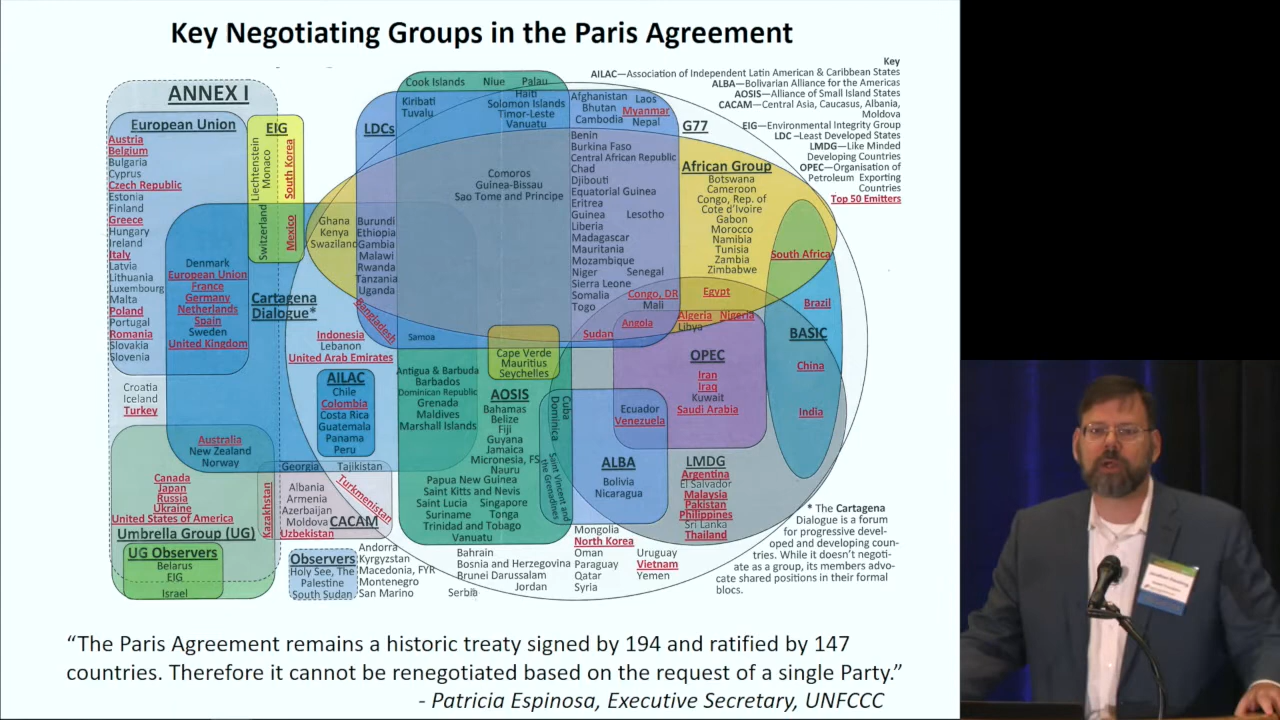 Key Negotiating Groups in the Paris Agreement
Key
AILAC—Association of Independent Latin American & Caribbean States
ALBA—Bolivarian Alliance for the Americas
AOSIS—Alliance of Small Island States
CACAM—Central Asia, Caucasus, Albania,
Moldova
EIG—Environmental Integrity Group
LDC –Least Developed States
LMDG—Like Minded
Developing Countries
OPEC—Organisation of
Petroleum Exporting
Countries
Top 50 Emitters
ANNEX I
European Union
Austria
Belgium
Bulgaria
Cyprus
Czech Republic
Estonia
Finland
Greece
Hungary
Ireland
Italy
Latvia
Lithuania
Luxembourg
Malta
Poland
Portugal
Romania
Slovakia
Slovenia
Denmark
European Union
France
Germany
Netherlands
Spain
Sweden
United Kingdom
Croatia
Iceland
Turkey
EIG
Liechtenstein
Monaco
South Korea
Switzerland
Mexico
Cartagena
Dialogue*
Australia
New Zealand
Norway
Canada
Japan
Russia
Ukraine
United States of America
Umbrella Group (UG)
UG Observers
Belarus
EIG
Israel
Kazakhstan
Georgia
Tajikistan
Turkmenistan
Albania
Armenia
Azerbaijan
Moldova
CACAM
Uzbekistan
Observers
Holy See, The
Palestine
South Sudan
Andorra
Kyrgyzstan
Macedonia, FYR
Montenegro
San Marino
Cook Islands Niue Palau
LDCs
Kiribati
Tuvalu
Haiti
Solomon Islands
Timor-Leste
Vanuatu
Afghanistan
Bhutan
Cambodia
Laos
Myanmar
Nepal
G77
Comoros
Guinea-Bissau
Sao Tome and Principe
Benin
Burkina Faso
Central African Republic
Chad
Djibouti
Equatorial Guinea
Eritrea
Guinea Lesotho
Liberia
Madagascar
Mauritania
Mozambique
Niger Senegal
Sierra Leone
Somalia
Togo
Congo, DR
Mali
Angola
Sudan
Ghana
Kenya
Swaziland
Burundi
Ethiopia
Gambia
Malawi
Rwanda
Tanzania
Uganda
Bangladesh
African Group
Botswana
Cameroon
Congo, Rep. of
Cote d'Ivoire
Gabon
Morocco
Namibia
Tunisia
Zambia
Zimbabwe
Egypt
Algeria Nigeria
Libya
South Africa
Brazil
BASIC
China
India
Indonesia
Lebanon
United Arab Emirates
AILAC
Chile
Colombia
Costa Rica
Guatemala
Panama
Peru
Samoa
Antigua & Barbuda
Barbados
Dominican Republic
Grenada
Maldives
Marshall Islands
Cape Verde
Mauritius
Seychelles
AOSIS
Bahamas
Belize
Fiji
Guyana
Jamaica
Micronesia, FS
Nauru
Papua New Guinea
Saint Kitts and Nevis
Saint Lucia Singapore
Suriname Tonga
Trinidad and Tobago
Vanuatu
Cuba
Dominica
Saint Vincent and
the Grenadines
OPEC
Iran
Iraq
Kuwait
Saudi Arabia
Ecuador
Venezuela
ALBA
Bolivia
Nicaragua
LMDG
Argentina
El Salvador
Malaysia
Pakistan
Philippines
Sri Lanka
Thailand
Bahrain
Bosnia and Herzegovina
Brunei Darussalam
Jordan
Serbia
Mongolia
North Korea
Oman
Paraguay
Qatar
Syria
Uruguay
Vietnam
Yemen
* The Cartagena
Dialogue is a forum
for progressive devel-
oped and developing coun-
tries. While it doesn't negoti-
ate as a group, its members advo-
cate shared positions in their formal
blocs.
“The Paris Agreement remains a historic treaty signed by 194 and ratified by 147
countries. Therefore it cannot be renegotiated based on the request of a single Party.”
- Patricia Espinosa, Executive Secretary, UNFCCC